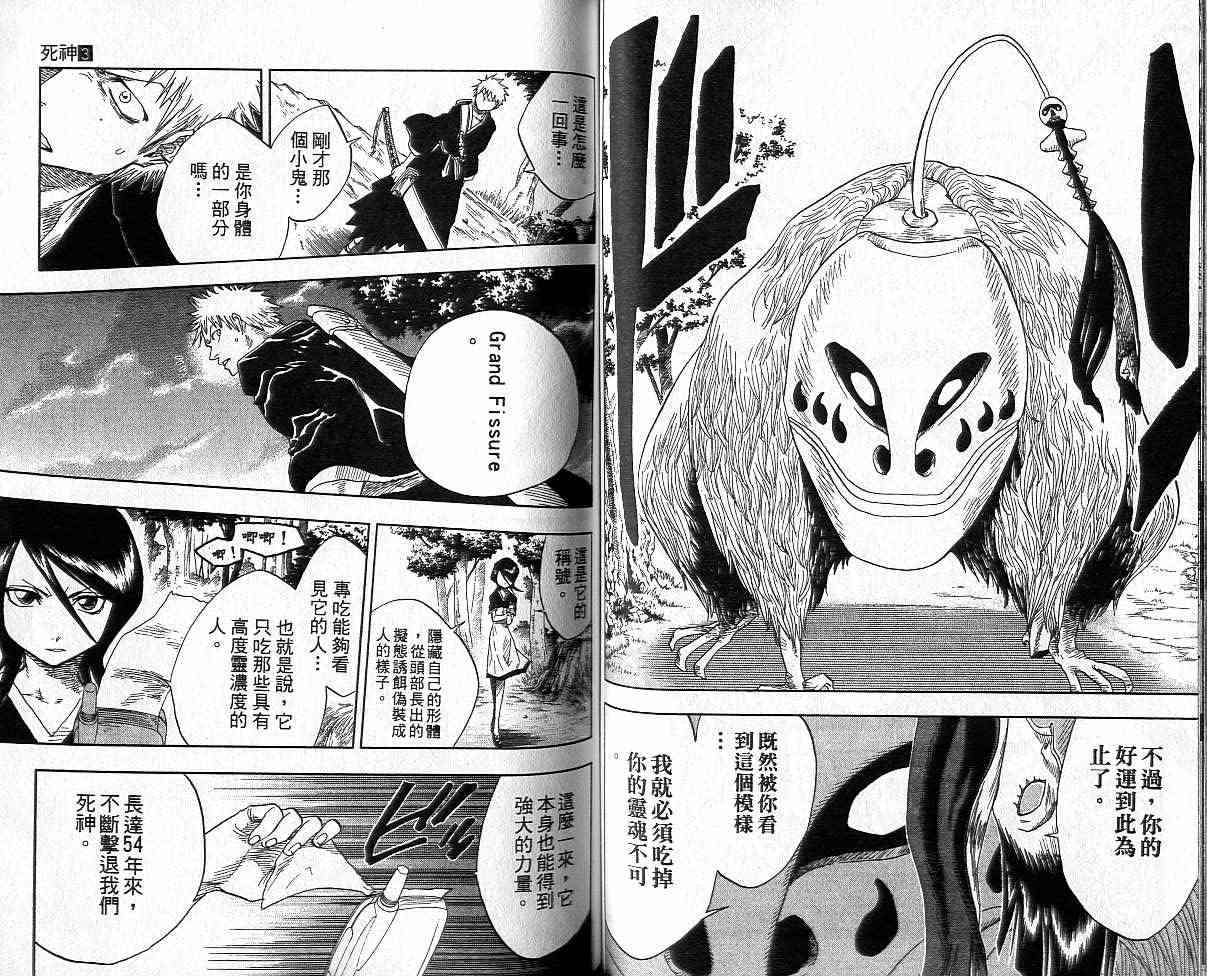 不過，你的
好運到此為
止了。
既然被你看
到這個模樣
…
我就必須吃掉
你的靈魂不可
。
死神3
這是怎麼
一回事…
剛才那
個小鬼…
是你身體
的一部分
嗎…
Grand Fissure
。
這是它的
稱號。
隱藏自己的形體
，從頭部長出的
擬態誘餌偽裝成
人的樣子。
專吃能夠看
見它的人…
也就是說，它
只吃那些具有
高度靈濃度的
人。
唧唧！
唧！
這麼一來，它
本身也能得到
強大的力量。
長達54年來，
不斷擊退我們
死神。